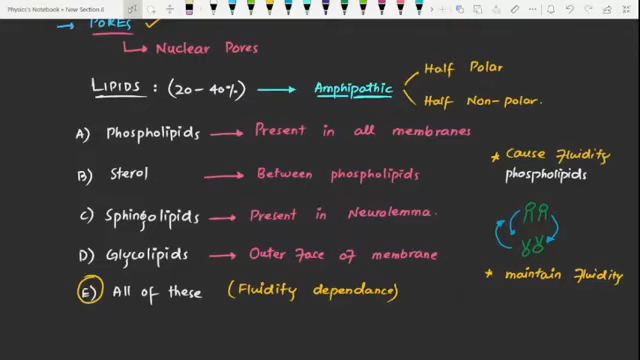 Physics's Notebook » New Section 6
→ PORES ✓
↳ Nuclear Pores
LIPIDS : (20 - 40%) → Amphipathic
Half Polar
Half Non-polar.
A) Phospholipids → Present in all membranes
B) Sterol → Between phospholipids
C) Sphingolipids → Present in Neurolemma.
D) Glycolipids → Outer face of membrane
E) All of these (Fluidity dependance)
* Cause Fluidity
phospholipids
* maintain Fluidity